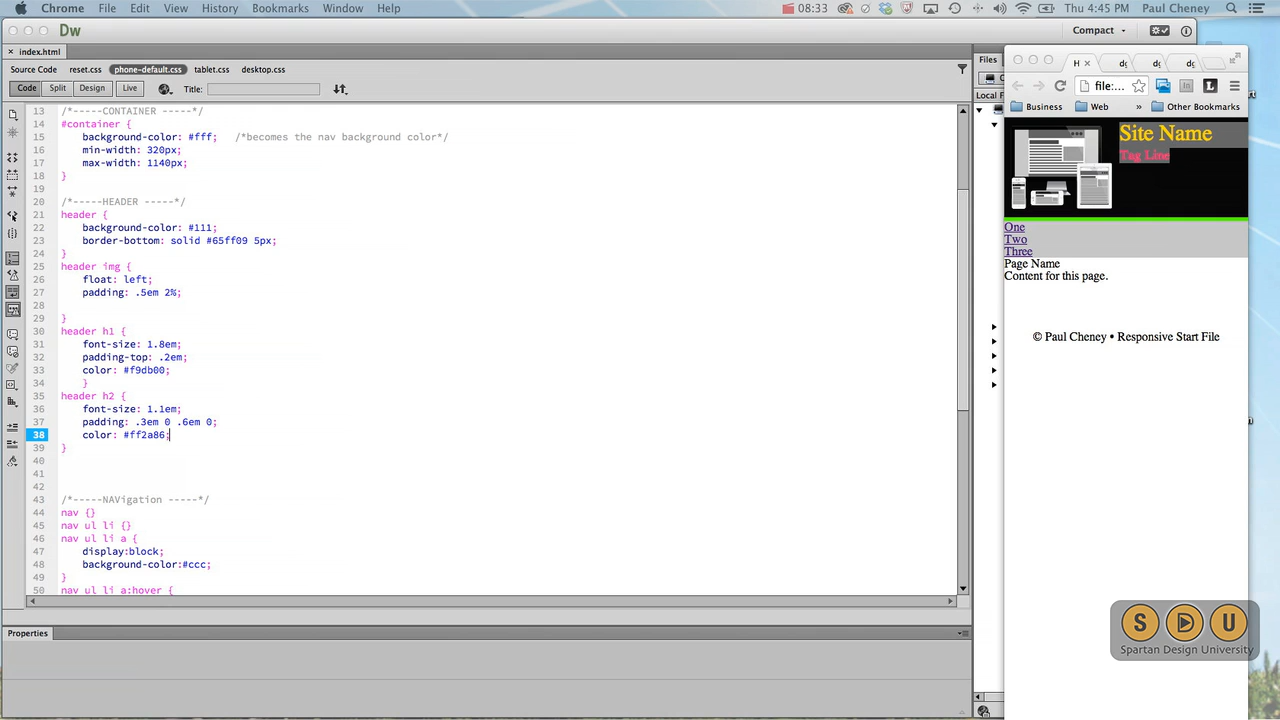 Chrome File Edit View History Bookmarks Window Help 08:33 Thu 4:45 PM Paul Cheney
Dw Compact
× index.html Files
Source Code reset.css phone-default.css tablet.css desktop.css
Code Split Design Live Title:
Local F
H ×
file:...
Business Web » Other Bookmarks
13 /*-----CONTAINER -----*/
14 #container {
15 background-color: #fff; /*becomes the nav background color*/
16 min-width: 320px;
17 max-width: 1140px;
18 }
19
20 /*-----HEADER -----*/
21 header {
22 background-color: #111;
23 border-bottom: solid #65ff09 5px;
24 }
25 header img {
26 float: left;
27 padding: .5em 2%;
28
29 }
30 header h1 {
31 font-size: 1.8em;
32 padding-top: .2em;
33 color: #f9db00;
34 }
35 header h2 {
36 font-size: 1.1em;
37 padding: .3em 0 .6em 0;
38 color: #ff2a86;
39 }
40
41
42
43 /*-----NAVigation -----*/
44 nav {}
45 nav ul li {}
46 nav ul li a {
47 display:block;
48 background-color:#ccc;
49 }
50 nav ul li a:hover {
Properties
Site Name
Tag Line
One
Two
Three
Page Name
Content for this page.
© Paul Cheney • Responsive Start File
S D U
Spartan Design University